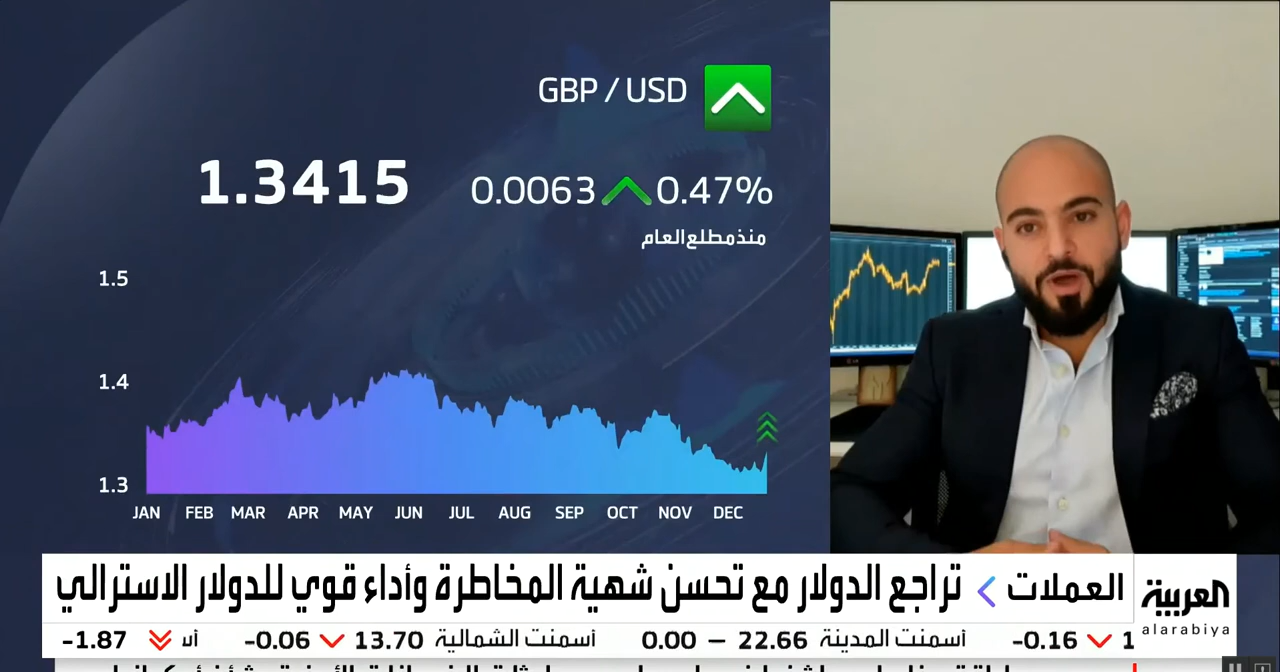 GBP / USD
1.3415
0.0063 0.47%
منذ مطلع العام
1.5
1.4
1.3
JAN FEB MAR APR MAY JUN JUL AUG SEP OCT NOV DEC
العملات
تراجع الدولار مع تحسن شهية المخاطرة وأداء قوي للدولار الاسترالي
العربية
alarabiya
1 -0.16 أسمنت المدينة 22.66 – 0.00 أسمنت الشمالية 13.70 -0.06 -1.87